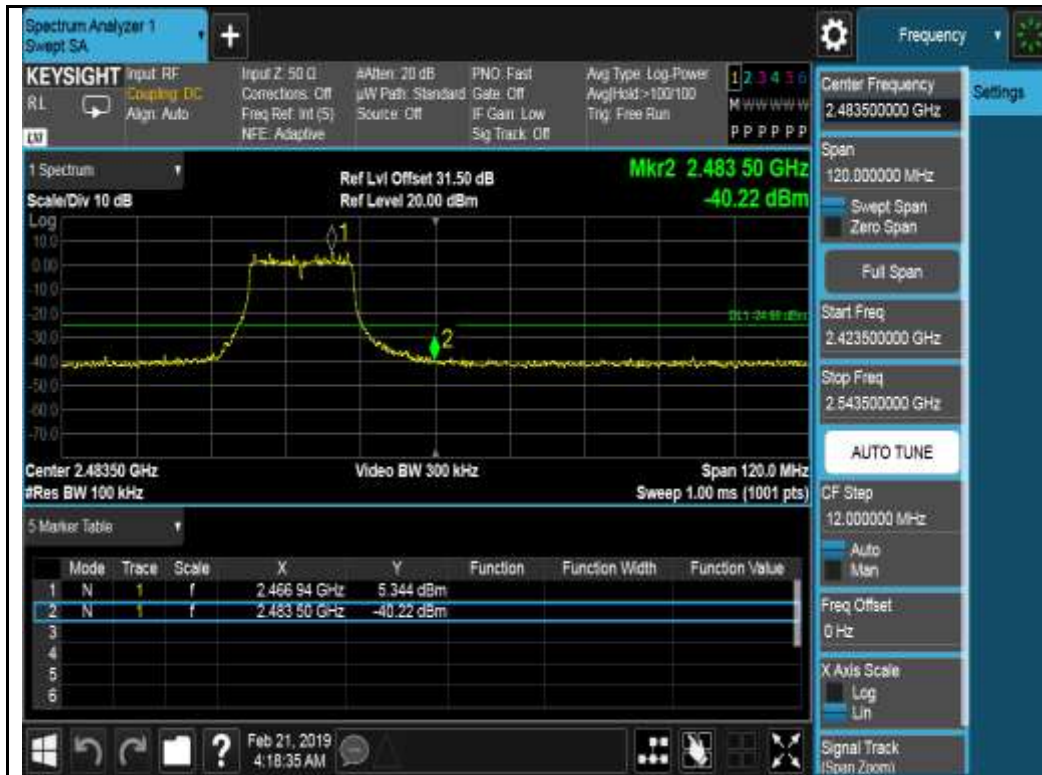 Spectrum Analyzer 1
Swept SA
+
Frequency
KEYSIGHT
RL
LXI
Input: RF
Coupling: DC
Align: Auto
Input Z: 50 Ω
Corrections: Off
Freq Ref: Int (S)
NFE: Adaptive
#Atten: 20 dB
µW Path: Standard
Source: Off
PNO: Fast
Gate: Off
IF Gain: Low
Sig Track: Off
Avg Type: Log-Power
Avg|Hold:>100/100
Trig: Free Run
1 2 3 4 5 6
M W W W W W
P P P P P P
Center Frequency
2.483500000 GHz
Settings
Span
120.000000 MHz
Swept Span
Zero Span
Full Span
Start Freq
2.423500000 GHz
Stop Freq
2.543500000 GHz
AUTO TUNE
CF Step
12.000000 MHz
Auto
Man
Freq Offset
0 Hz
X Axis Scale
Log
Lin
Signal Track
(Span Zoom)
1 Spectrum
Scale/Div 10 dB
Ref Lvl Offset 31.50 dB
Ref Level 20.00 dBm
Mkr2 2.483 50 GHz
-40.22 dBm
Log
10.0
0.00
-10.0
-20.0
-30.0
-40.0
-50.0
-60.0
-70.0
1
2
Center 2.48350 GHz
#Res BW 100 kHz
Video BW 300 kHz
Span 120.0 MHz
Sweep 1.00 ms (1001 pts)
5 Marker Table
Mode Trace Scale X Y Function Function Width Function Value
1 N 1 f 2.466 94 GHz 5.344 dBm
2 N 1 f 2.483 50 GHz -40.22 dBm
3
4
5
6
?
Feb 21, 2019
4:18:35 AM